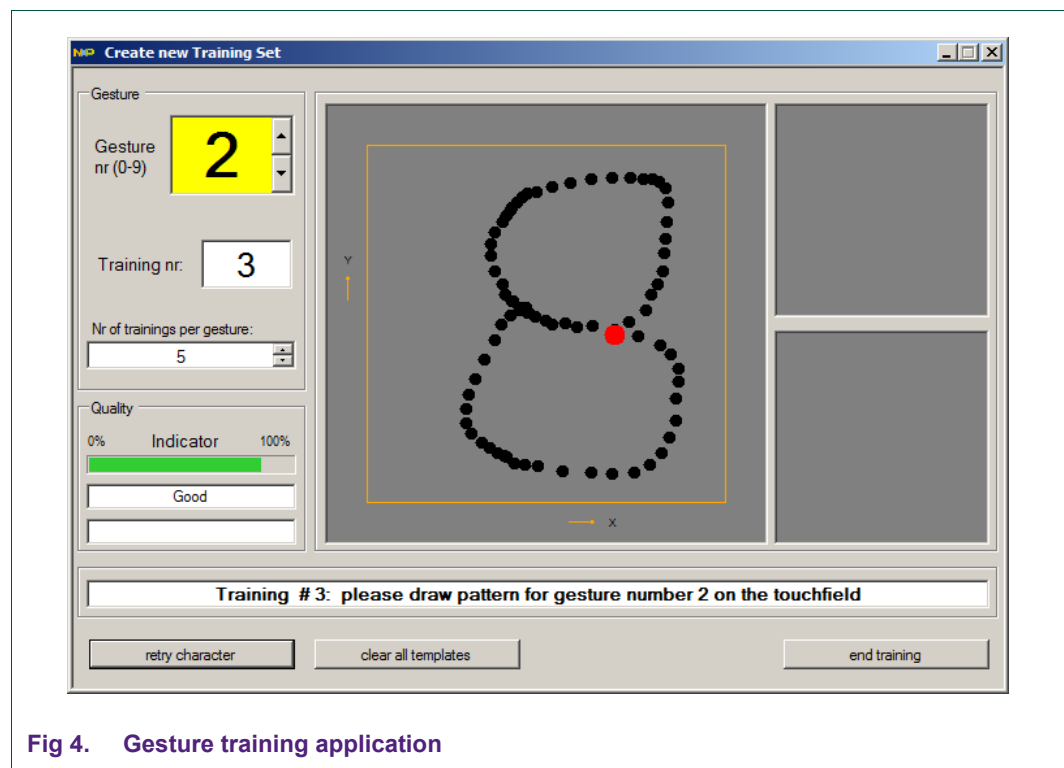 NXP Create new Training Set
Gesture
Gesture
nr (0-9)
2
Training nr:
3
Nr of trainings per gesture:
5
Quality
0% Indicator 100%
Good
Y
X
Training # 3: please draw pattern for gesture number 2 on the touchfield
retry character
clear all templates
end training
Fig 4. Gesture training application